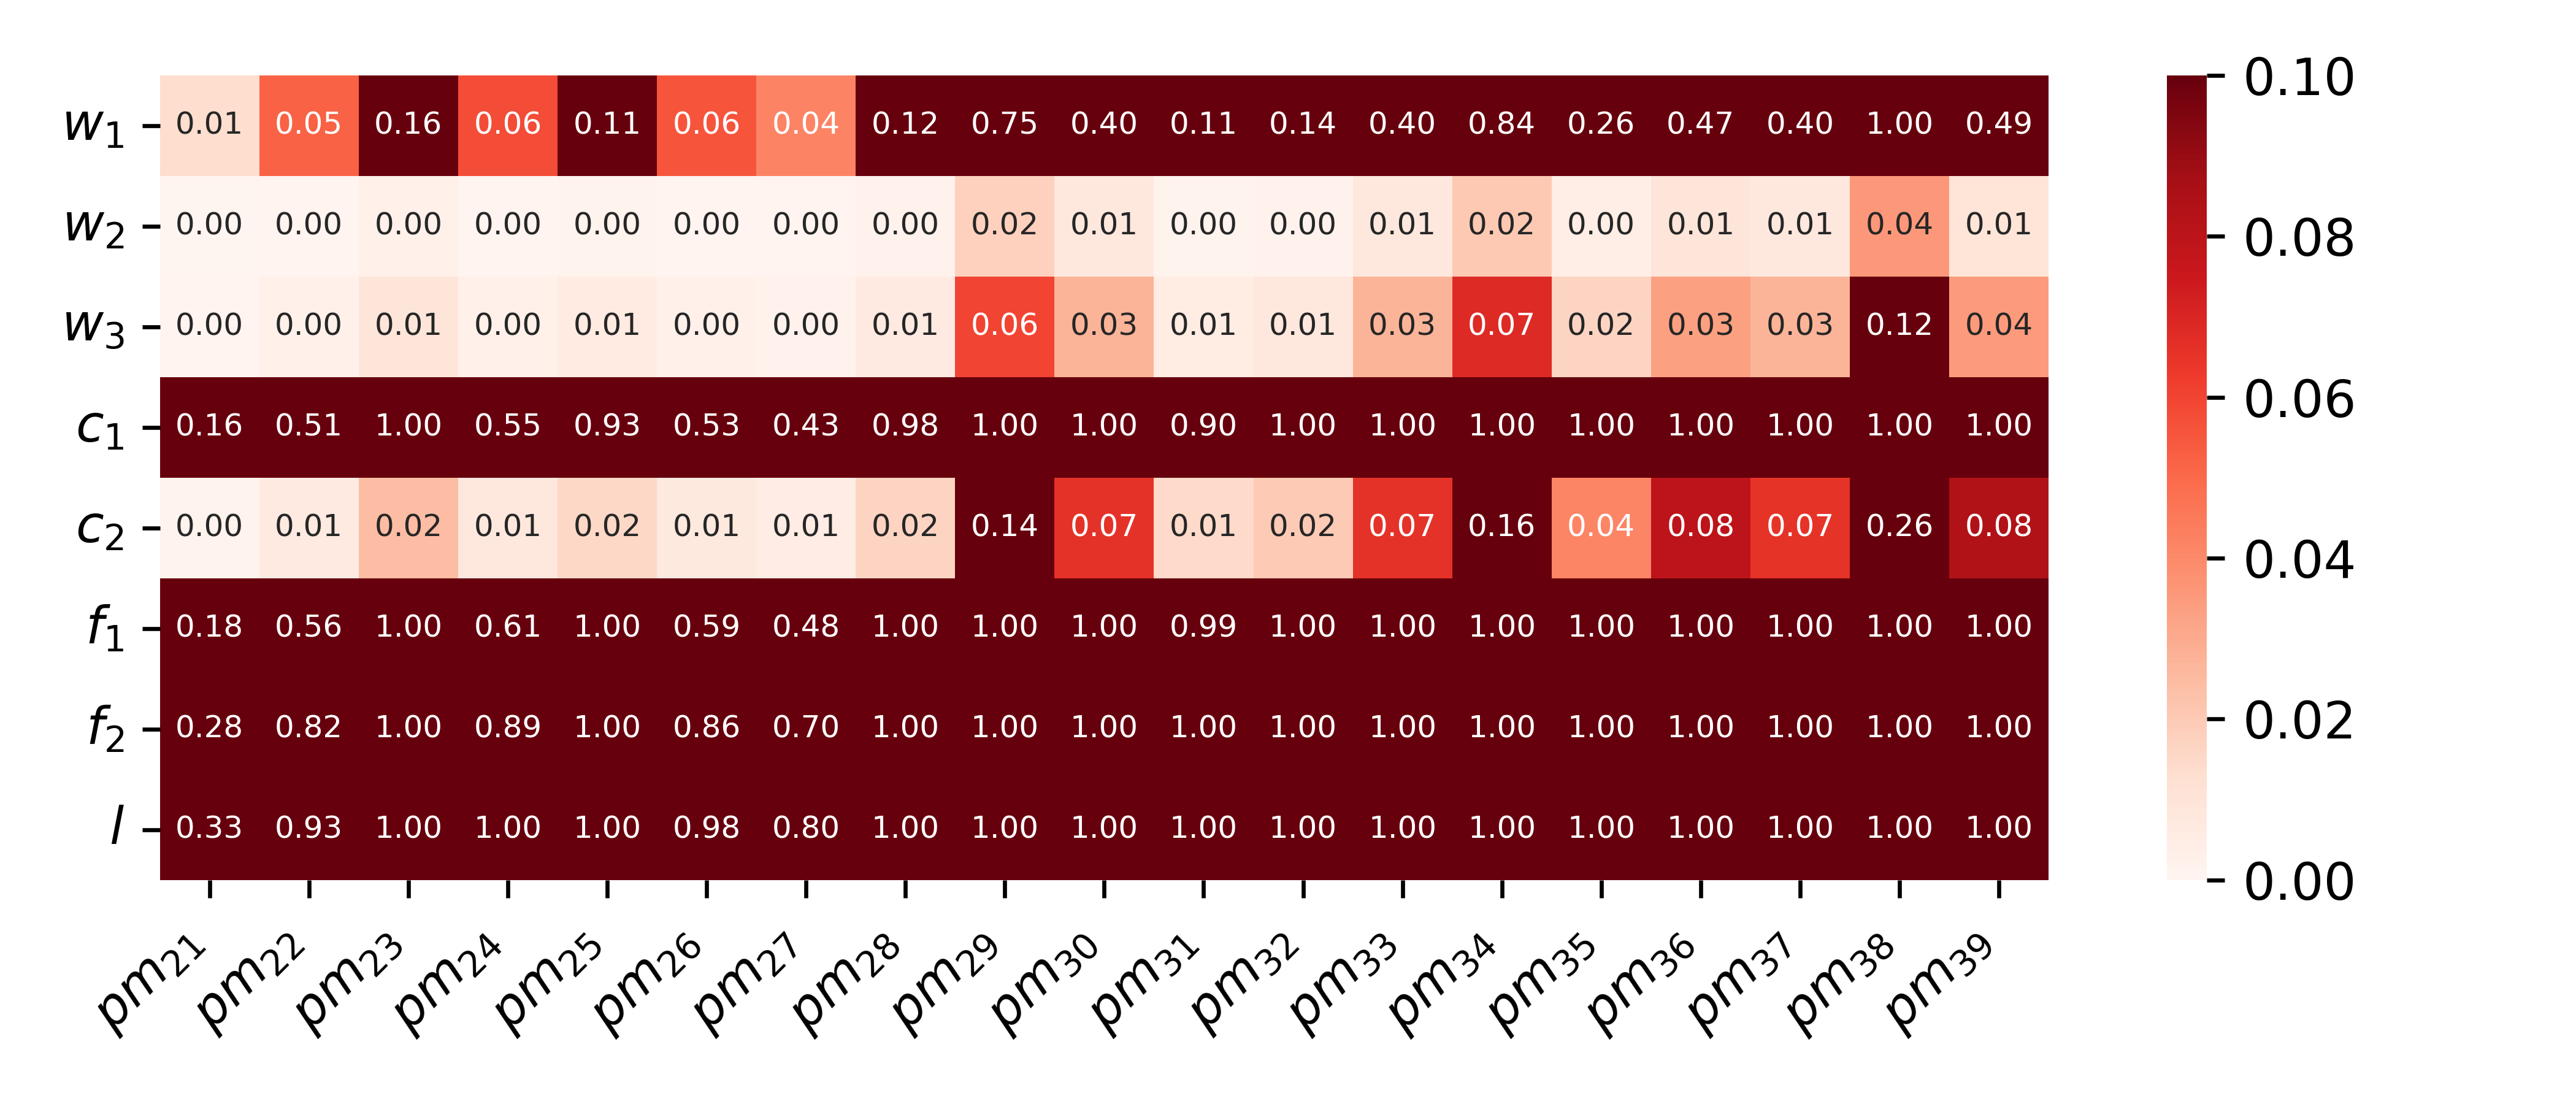 w₁ 0.01 0.05 0.16 0.06 0.11 0.06 0.04 0.12 0.75 0.40 0.11 0.14 0.40 0.84 0.26 0.47 0.40 1.00 0.49
w₂ 0.00 0.00 0.00 0.00 0.00 0.00 0.00 0.00 0.02 0.01 0.00 0.00 0.01 0.02 0.00 0.01 0.01 0.04 0.01
w₃ 0.00 0.00 0.01 0.00 0.01 0.00 0.00 0.01 0.06 0.03 0.01 0.01 0.03 0.07 0.02 0.03 0.03 0.12 0.04
c₁ 0.16 0.51 1.00 0.55 0.93 0.53 0.43 0.98 1.00 1.00 0.90 1.00 1.00 1.00 1.00 1.00 1.00 1.00 1.00
c₂ 0.00 0.01 0.02 0.01 0.02 0.01 0.01 0.02 0.14 0.07 0.01 0.02 0.07 0.16 0.04 0.08 0.07 0.26 0.08
f₁ 0.18 0.56 1.00 0.61 1.00 0.59 0.48 1.00 1.00 1.00 0.99 1.00 1.00 1.00 1.00 1.00 1.00 1.00 1.00
f₂ 0.28 0.82 1.00 0.89 1.00 0.86 0.70 1.00 1.00 1.00 1.00 1.00 1.00 1.00 1.00 1.00 1.00 1.00 1.00
l 0.33 0.93 1.00 1.00 1.00 0.98 0.80 1.00 1.00 1.00 1.00 1.00 1.00 1.00 1.00 1.00 1.00 1.00 1.00
pm₂₁ pm₂₂ pm₂₃ pm₂₄ pm₂₅ pm₂₆ pm₂₇ pm₂₈ pm₂₉ pm₃₀ pm₃₁ pm₃₂ pm₃₃ pm₃₄ pm₃₅ pm₃₆ pm₃₇ pm₃₈ pm₃₉
0.10
0.08
0.06
0.04
0.02
0.00